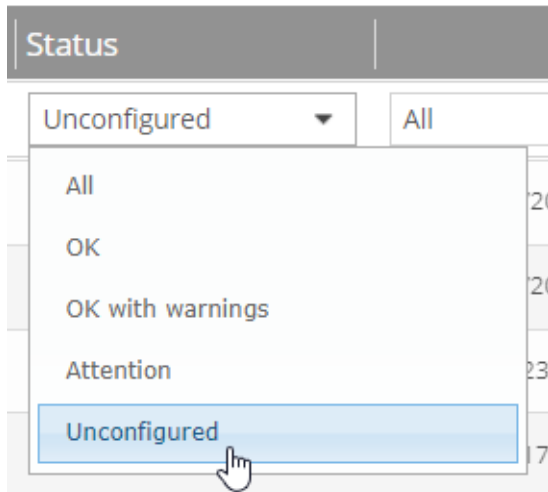 Status
Unconfigured
All
All
OK
OK with warnings
Attention
Unconfigured